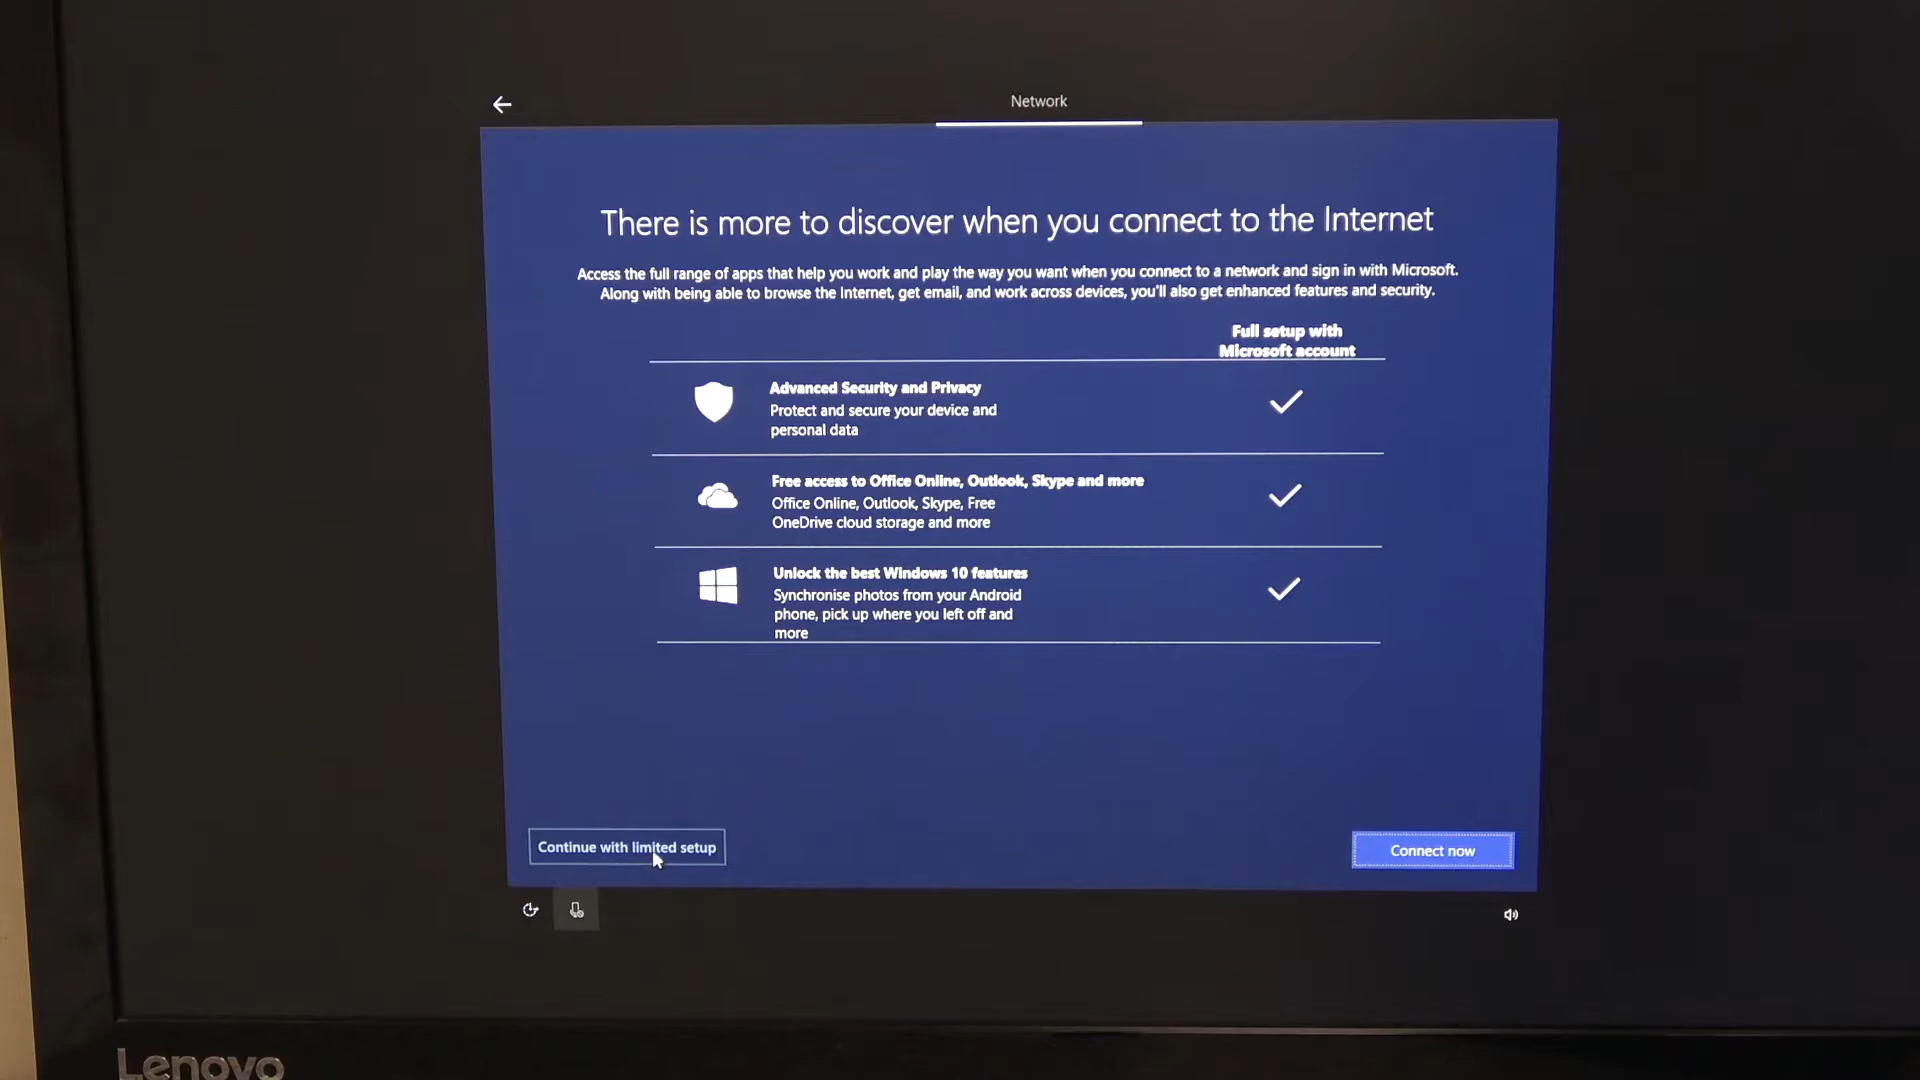 Network
There is more to discover when you connect to the Internet
Access the full range of apps that help you work and play the way you want when you connect to a network and sign in with Microsoft.
Along with being able to browse the Internet, get email, and work across devices, you'll also get enhanced features and security.
Full setup with
Microsoft account
Advanced Security and Privacy
Protect and secure your device and
personal data
Free access to Office Online, Outlook, Skype and more
Office Online, Outlook, Skype, Free
OneDrive cloud storage and more
Unlock the best Windows 10 features
Synchronise photos from your Android
phone, pick up where you left off and
more
Continue with limited setup
Connect now
Lenovo